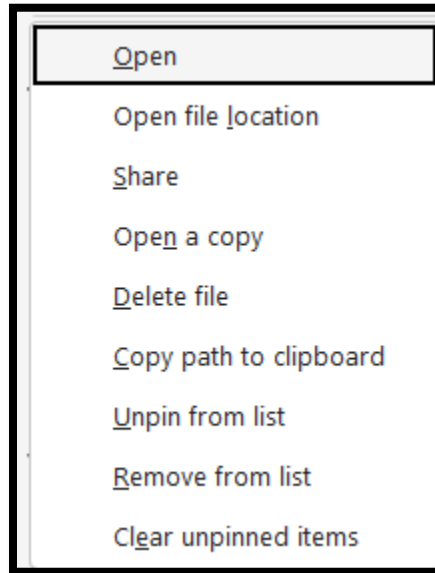 Open
Open file location
Share
Open a copy
Delete file
Copy path to clipboard
Unpin from list
Remove from list
Clear unpinned items